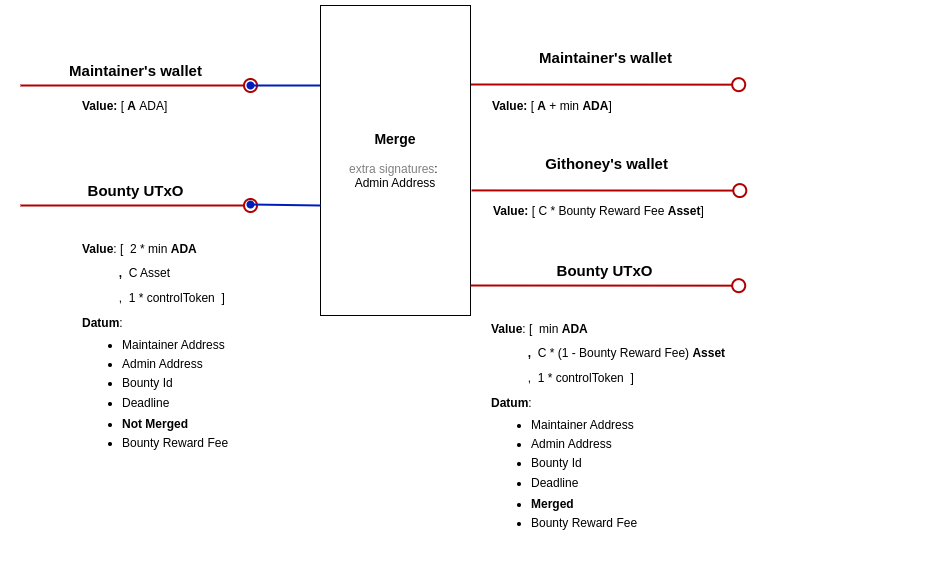 Maintainer's wallet
Value: [ A ADA]
Bounty UTxO
Value: [ 2 * min ADA
, C Asset
, 1 * controlToken ]
Datum:
• Maintainer Address
• Admin Address
• Bounty Id
• Deadline
• Not Merged
• Bounty Reward Fee
Merge
extra signatures:
Admin Address
Maintainer's wallet
Value: [ A + min ADA]
Githoney's wallet
Value: [ C * Bounty Reward Fee Asset]
Bounty UTxO
Value: [ min ADA
, C * (1 - Bounty Reward Fee) Asset
, 1 * controlToken ]
Datum:
• Maintainer Address
• Admin Address
• Bounty Id
• Deadline
• Merged
• Bounty Reward Fee